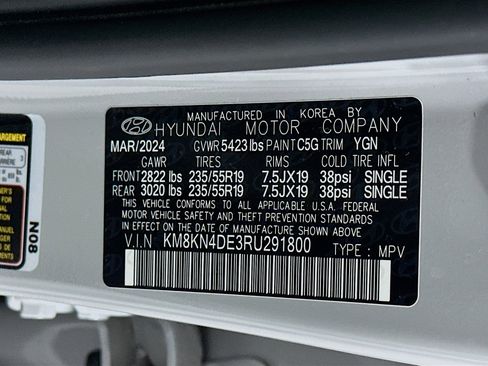 MANUFACTURED IN KOREA BY
HYUNDAI MOTOR COMPANY
MAR/2024 GVWR 5423 lbs PAINT C5G TRIM YGN
GAWR TIRES RIMS COLD TIRE INFL
FRONT 2822 lbs 235/55R19 7.5JX19 38psi SINGLE
REAR 3020 lbs 235/55R19 7.5JX19 38psi SINGLE
THIS VEHICLE CONFORMS TO ALL APPLICABLE U.S.A. FEDERAL
MOTOR VEHICLE SAFETY AND THEFT PREVENTION STANDARDS
IN EFFECT ON THE DATE OF MANUFACTURE SHOWN ABOVE.
V.I.N KM8KN4DE3RU291800 TYPE : MPV
REAR
3
N08